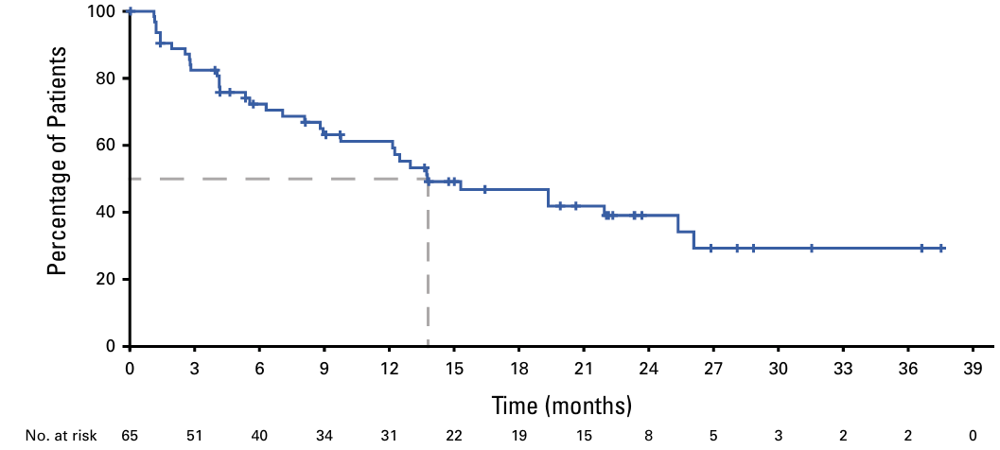 Percentage of Patients
100
80
60
40
20
0
0 3 6 9 12 15 18 21 24 27 30 33 36 39
Time (months)
No. at risk 65 51 40 34 31 22 19 15 8 5 3 2 2 0